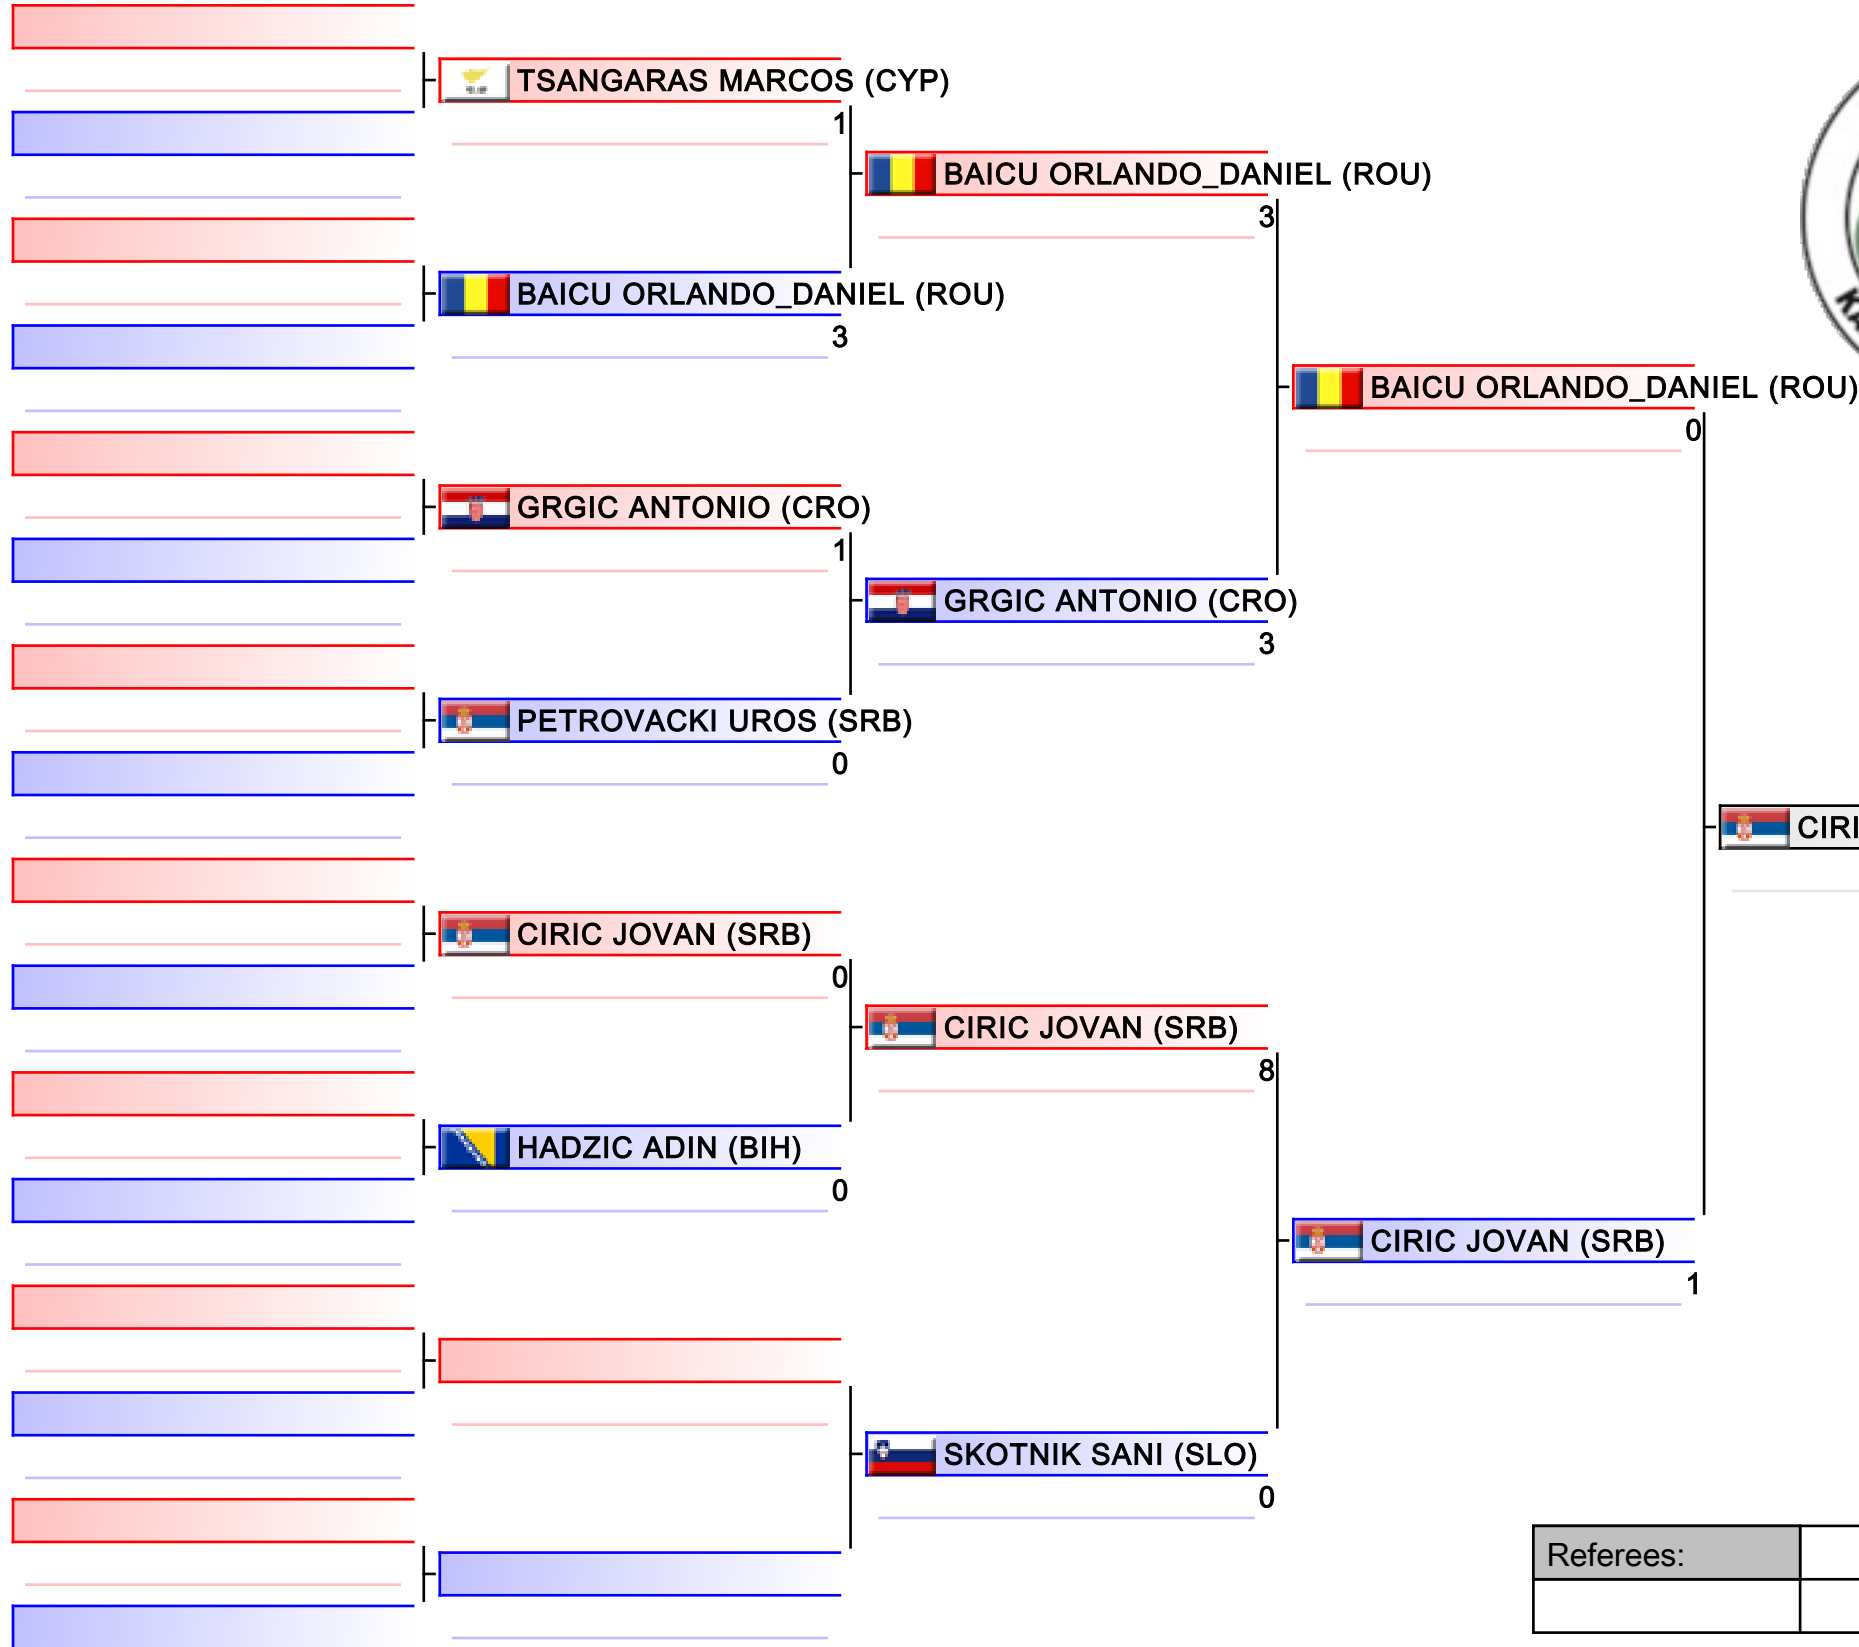 TSANGARAS MARCOS (CYP)
1
BAICU ORLANDO_DANIEL (ROU)
3
BAICU ORLANDO_DANIEL (ROU)
3
BAICU ORLANDO_DANIEL (ROU)
0
GRGIC ANTONIO (CRO)
1
GRGIC ANTONIO (CRO)
3
PETROVACKI UROS (SRB)
0
CIRI
CIRIC JOVAN (SRB)
0
CIRIC JOVAN (SRB)
8
HADZIC ADIN (BIH)
0
CIRIC JOVAN (SRB)
1
SKOTNIK SANI (SLO)
0
Referees: